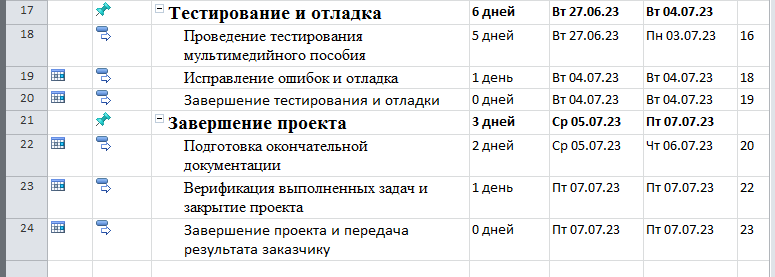 17 Тестирование и отладка 6 дней Вт 27.06.23 Вт 04.07.23
18 Проведение тестирования 5 дней Вт 27.06.23 Пн 03.07.23 16
мультимедийного пособия
19 Исправление ошибок и отладка 1 день Вт 04.07.23 Вт 04.07.23 18
20 Завершение тестирования и отладки 0 дней Вт 04.07.23 Вт 04.07.23 19
21 Завершение проекта 3 дней Ср 05.07.23 Пт 07.07.23
22 Подготовка окончательной 2 дней Ср 05.07.23 Чт 06.07.23 20
документации
23 Верификация выполненных задач и 1 день Пт 07.07.23 Пт 07.07.23 22
закрытие проекта
24 Завершение проекта и передача 0 дней Пт 07.07.23 Пт 07.07.23 23
результата заказчику